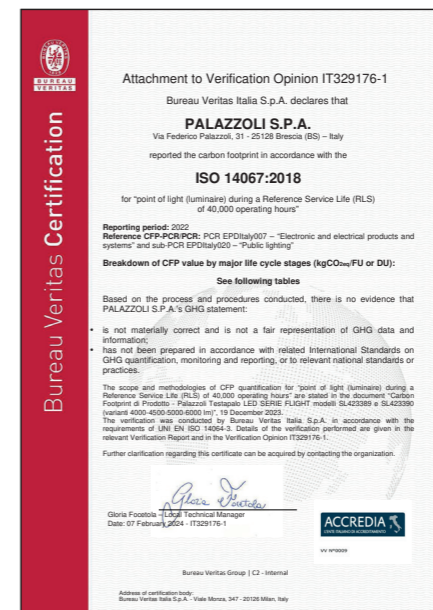 BUREAU
VERITAS
Bureau Veritas Certification
Attachment to Verification Opinion IT329176-1
Bureau Veritas Italia S.p.A. declares that
PALAZZOLI S.P.A.
Via Federico Palazzoli, 31 - 25128 Brescia (BS) – Italy
reported the carbon footprint in accordance with the
ISO 14067:2018
for “point of light (luminaire) during a Reference Service Life (RLS)
of 40,000 operating hours”
Reporting period: 2022
Reference CFP-PCR/PCR: PCR EPDItaly007 – “Electronic and electrical products and
systems” and sub-PCR EPDItaly020 – “Public lighting”
Breakdown of CFP value by major life cycle stages (kgCO2eq/FU or DU):
See following tables
Based on the process and procedures conducted, there is no evidence that
PALAZZOLI S.P.A.'s GHG statement:
• is not materially correct and is not a fair representation of GHG data and
information;
• has not been prepared in accordance with related International Standards on
GHG quantification, monitoring and reporting, or to relevant national standards or
practices.
The scope and methodologies of CFP quantification for “point of light (luminaire) during a
Reference Service Life (RLS) of 40,000 operating hours” are stated in the document “Carbon
Footprint di Prodotto - Palazzoli Testapalo LED SERIE FLIGHT modelli SL423389 e SL423390
(varianti 4000-4500-5000-6000 lm)”, 19 December 2023.
The verification was conducted by Bureau Veritas Italia S.p.A. in accordance with the
requirements of UNI EN ISO 14064-3. Details of the verification performed are given in the
relevant Verification Report and in the Verification Opinion IT329176-1.
Further clarification regarding this certificate can be acquired by contacting the organization.
Gloria Focetola
Gloria Focetola – Local Technical Manager
Date: 07 February 2024 - IT329176-1
ACCREDIA
L'ENTE ITALIANO DI ACCREDITAMENTO
VV N°0009
Bureau Veritas Group | C2 - Internal
Address of certification body:
Bureau Veritas Italia S.p.A. - Viale Monza, 347 - 20126 Milan, Italy